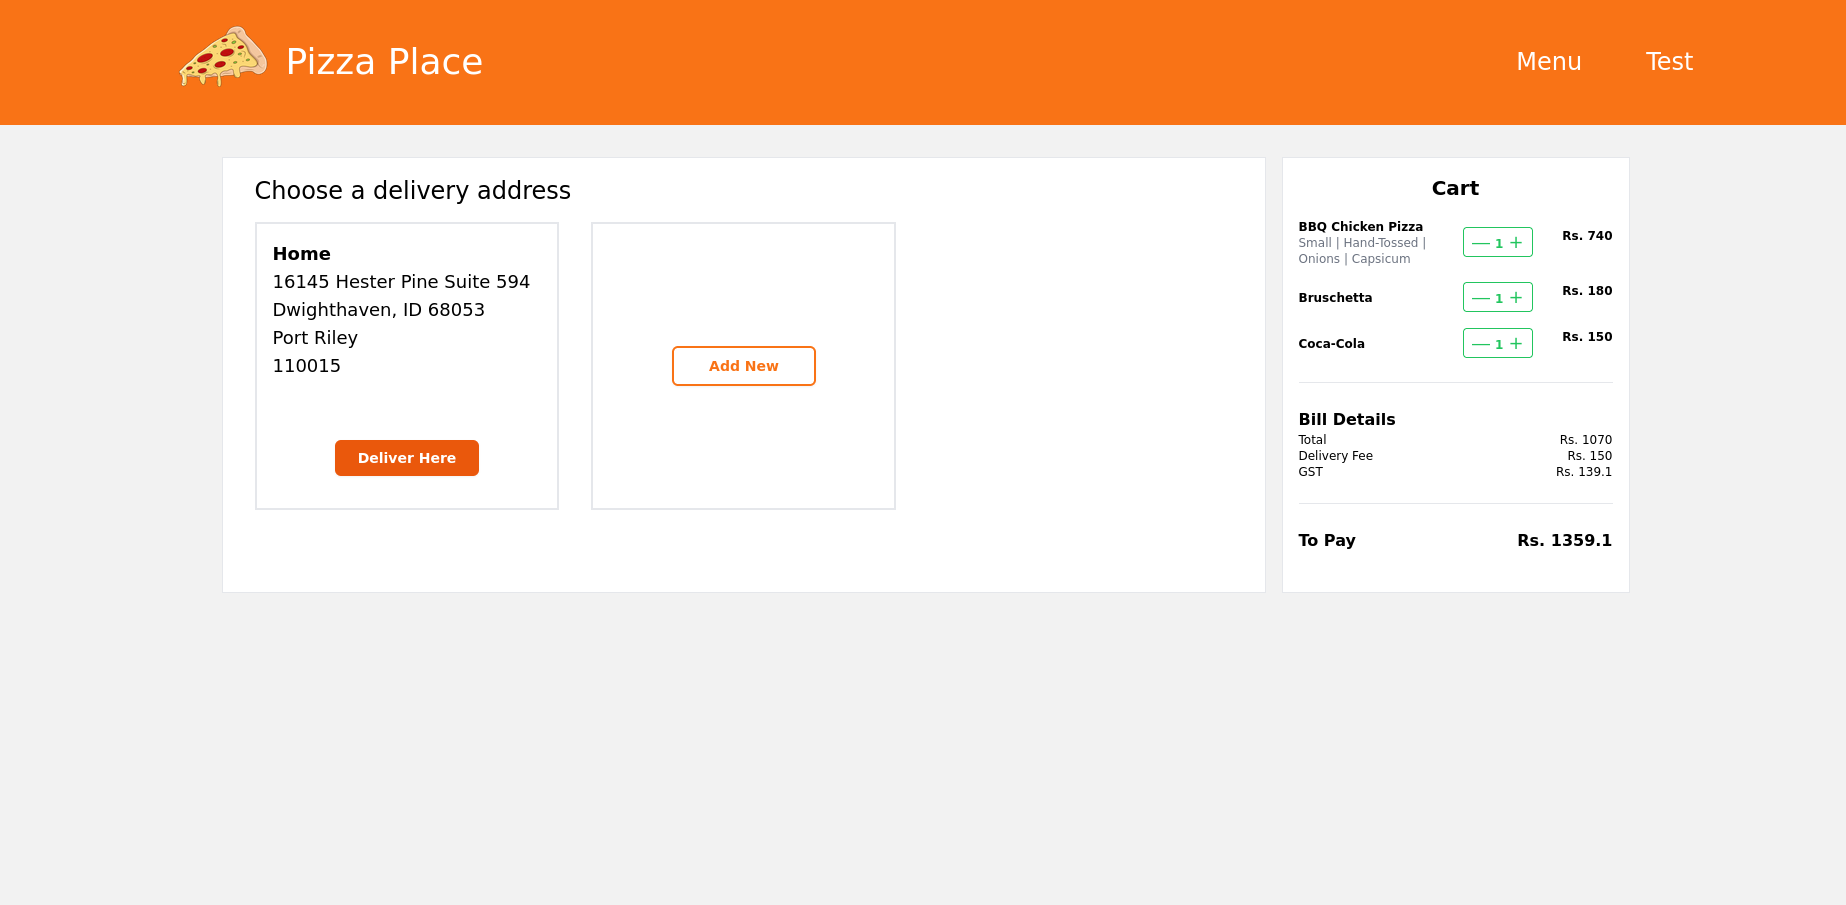 Pizza Place
Menu
Test
Choose a delivery address
Home
16145 Hester Pine Suite 594
Dwighthaven, ID 68053
Port Riley
110015
Deliver Here
Add New
Cart
BBQ Chicken Pizza
Small | Hand-Tossed |
Onions | Capsicum
— 1 +
Rs. 740
Bruschetta
— 1 +
Rs. 180
Coca-Cola
— 1 +
Rs. 150
Bill Details
Total Rs. 1070
Delivery Fee Rs. 150
GST Rs. 139.1
To Pay Rs. 1359.1